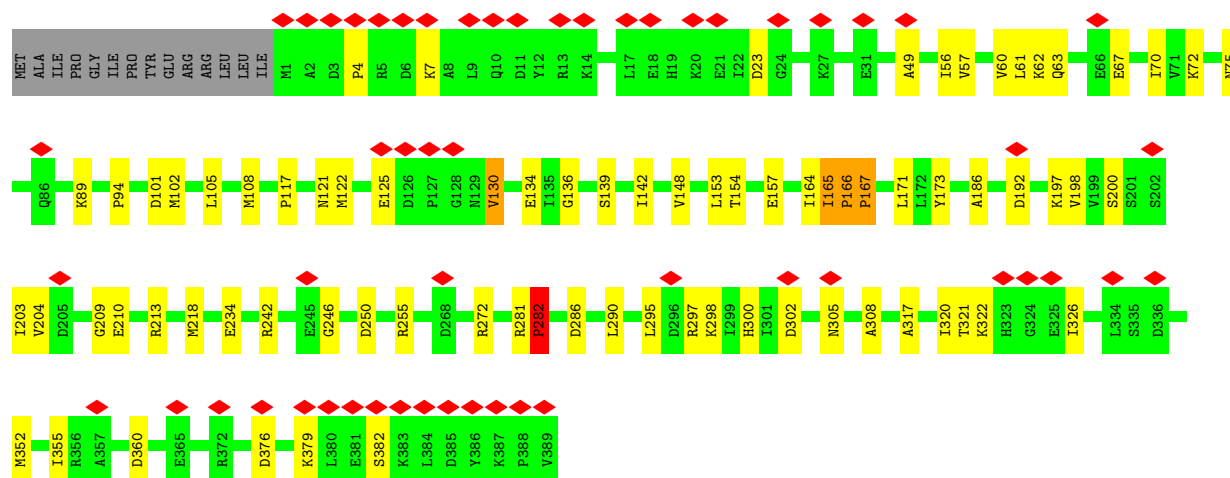 MET ALA ILE PRO GLY ILE PRO TYR GLU ARG ARG LEU LEU ILE M1 A2 D3 P4 R5 D6 K7 A8 L9 Q10 D11 Y12 R13 K14 L17 E18 H19 K20 E21 I22 D23 G24 K27 E31 A49 I56 V57 V60 L61 K62 Q63 E66 E67 I70 V71 K72 N75
Q86 K89 P94 D101 M102 L105 M108 P117 N121 M122 E125 D126 P127 G128 N129 V130 E134 I135 G136 S139 I142 V148 L153 T154 E157 I164 I165 P166 P167 L171 L172 Y173 A186 D192 K197 V198 V199 S200 S201 S202
I203 V204 D205 G209 E210 R213 M218 E234 R242 E245 G246 D250 R255 D268 R272 R281 P282 D286 L290 L295 D296 R297 K298 I299 H300 I301 D302 N305 A308 A317 I320 T321 K322 H323 G324 E325 I326 L334 S335 D336
M352 I355 R356 A357 D360 E365 R372 D376 K379 L380 E381 S382 K383 L384 D385 Y386 K387 P388 V389